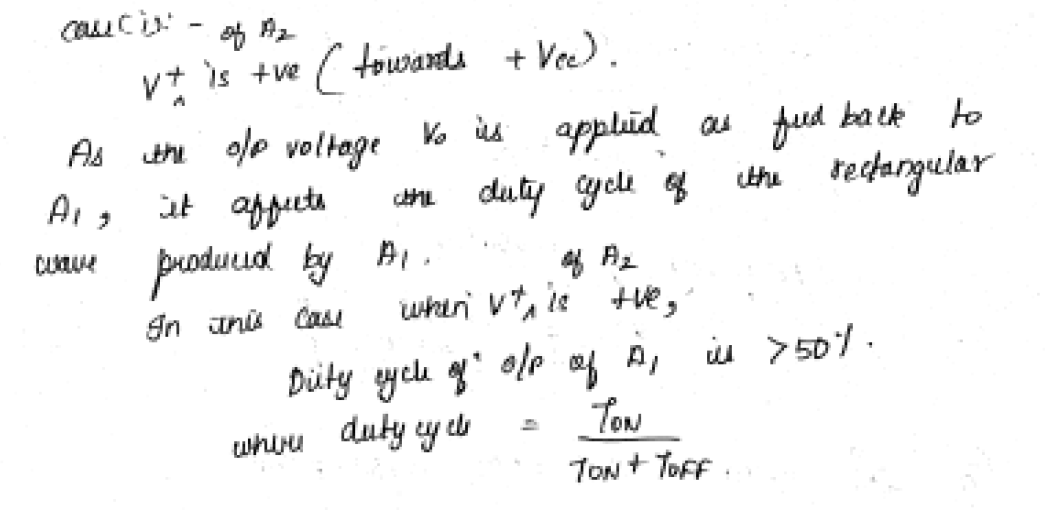 case(ii):-
V+ of A2 is +ve (towards +Vcc).
As the o/p voltage Vo is applied as feed back to
A1, it affects the duty cycle of the rectangular
wave produced by A1.
In this case when V+ of A2 is +ve,
Duty cycle of o/p of A1 is >50%.
where duty cycle = TON / TON + TOFF.